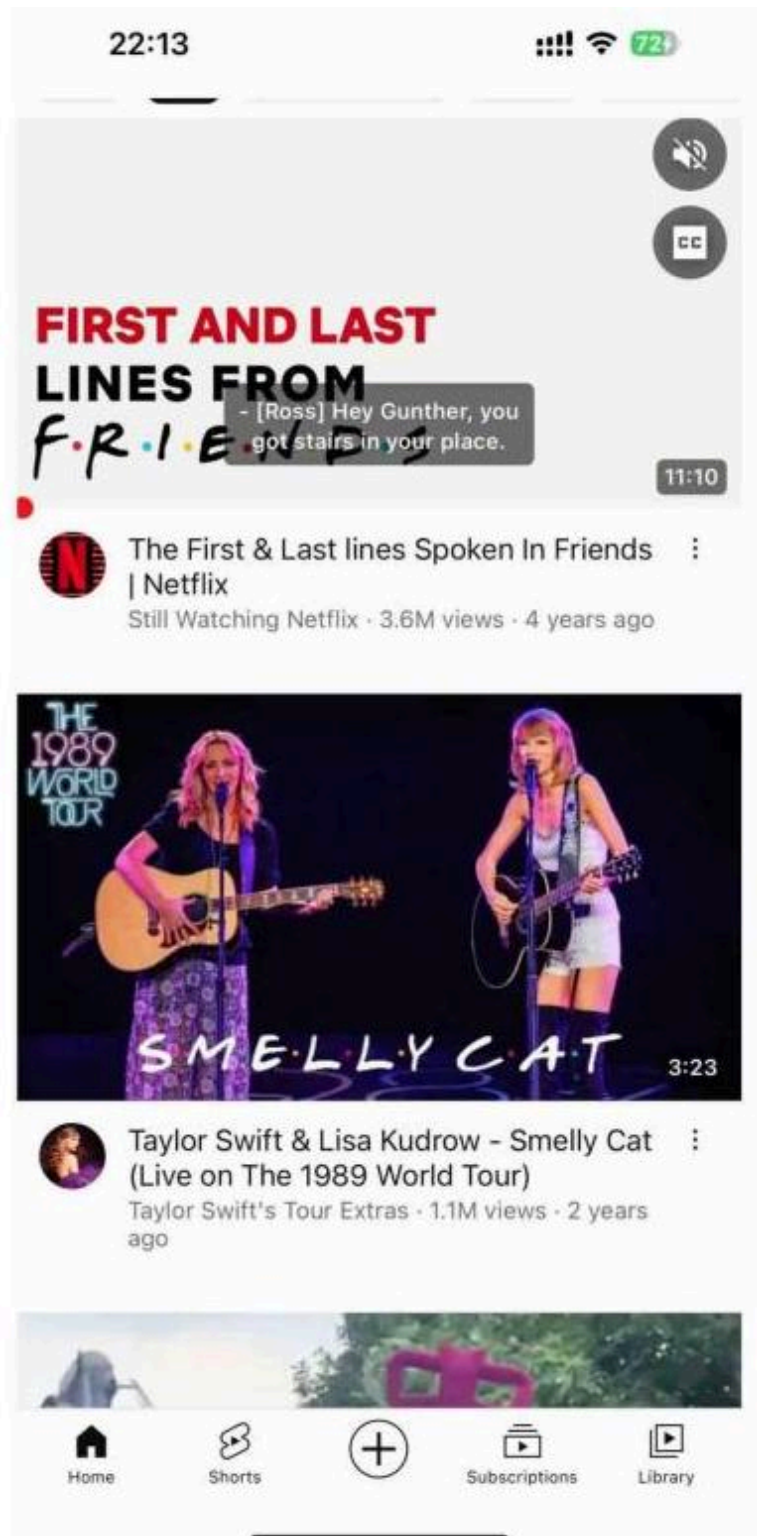 22:13
72
CC
FIRST AND LAST
LINES FROM
F·R·I·E·N·D·S
- [Ross] Hey Gunther, you
got stairs in your place.
11:10
N
The First & Last lines Spoken In Friends
| Netflix
Still Watching Netflix · 3.6M views · 4 years ago
THE
1989
WORLD
TOUR
S·M·E·L·L·Y C·A·T
3:23
Taylor Swift & Lisa Kudrow - Smelly Cat
(Live on The 1989 World Tour)
Taylor Swift's Tour Extras · 1.1M views · 2 years
ago
Home
Shorts
Subscriptions
Library